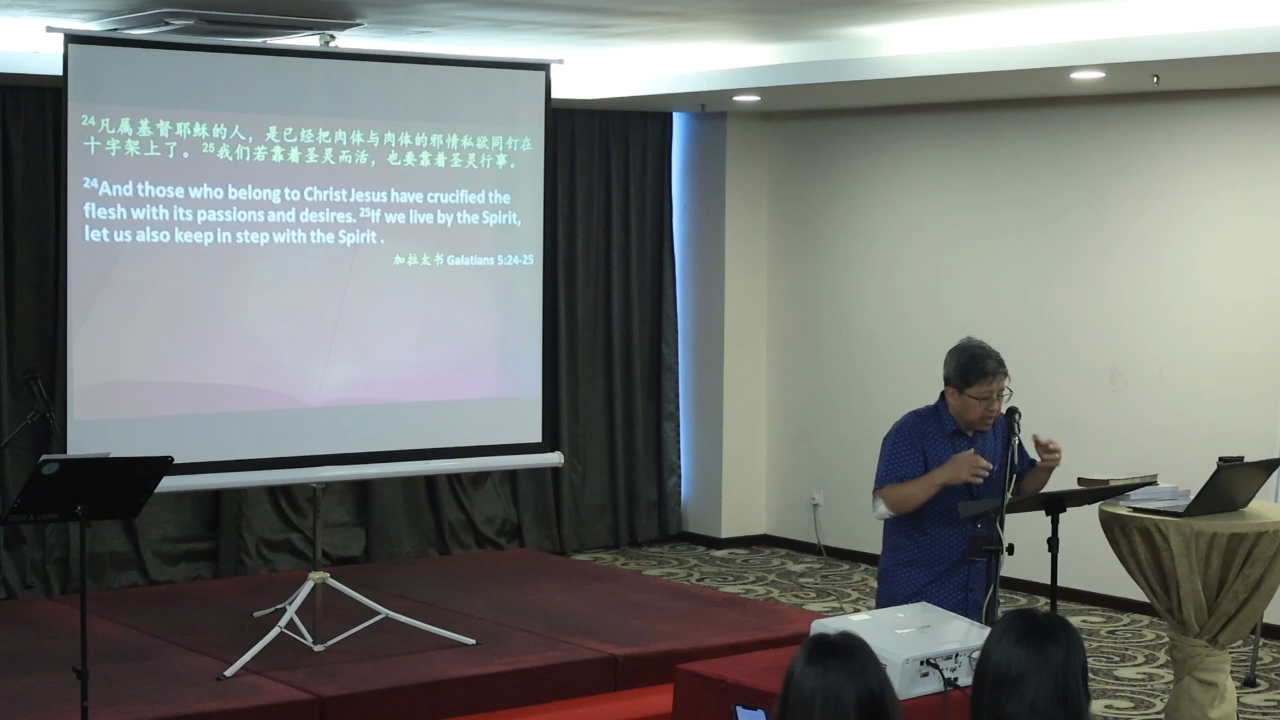 24凡属基督耶稣的人，是已经把肉体与肉体的邪情私欲同钉在
十字架上了。25我们若靠着圣灵而活，也要靠着圣灵行事。
24And those who belong to Christ Jesus have crucified the
flesh with its passions and desires. 25If we live by the Spirit,
let us also keep in step with the Spirit .
加拉太书 Galatians 5:24-25